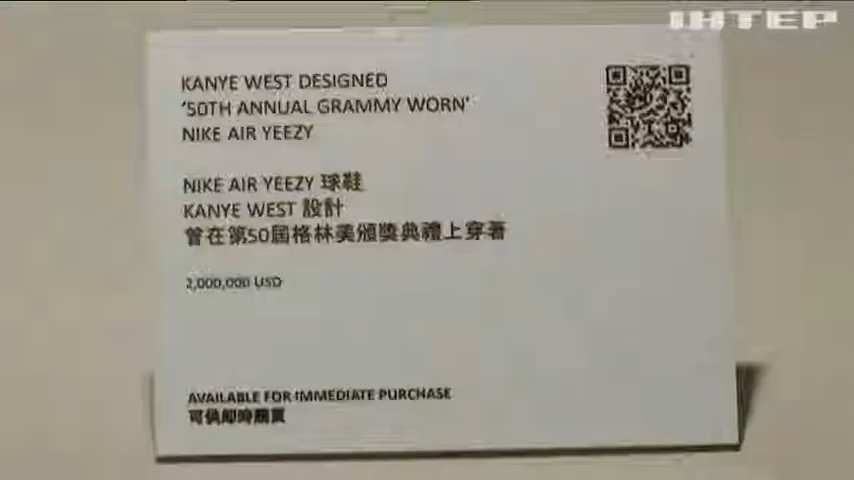 ІНТЕР
KANYE WEST DESIGNED
'50TH ANNUAL GRAMMY WORN'
NIKE AIR YEEZY
NIKE AIR YEEZY 球鞋
KANYE WEST 設計
曾在第50屆格林美頒獎典禮上穿著
2,000,000 USD
AVAILABLE FOR IMMEDIATE PURCHASE
可供即時購買